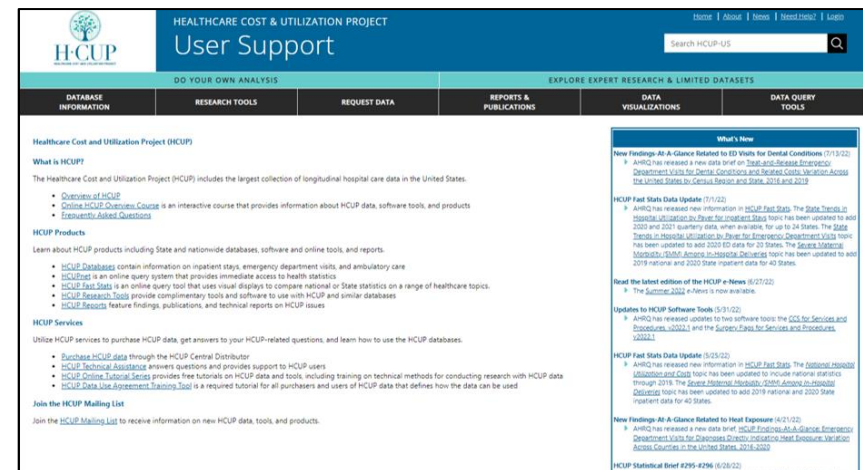 HEALTHCARE COST & UTILIZATION PROJECT
User Support
H·CUP
HEALTHCARE COST AND UTILIZATION PROJECT
Home | About | News | Need Help? | Login
Search HCUP-US
DO YOUR OWN ANALYSIS
EXPLORE EXPERT RESEARCH & LIMITED DATASETS
DATABASE
INFORMATION
RESEARCH TOOLS
REQUEST DATA
REPORTS &
PUBLICATIONS
DATA
VISUALIZATIONS
DATA QUERY
TOOLS
Healthcare Cost and Utilization Project (HCUP)
What is HCUP?
The Healthcare Cost and Utilization Project (HCUP) includes the largest collection of longitudinal hospital care data in the United States.
Overview of HCUP
Online HCUP Overview Course is an interactive course that provides information about HCUP data, software tools, and products
Frequently Asked Questions
HCUP Products
Learn about HCUP products including State and nationwide databases, software and online tools, and reports.
HCUP Databases contain information on inpatient stays, emergency department visits, and ambulatory care
HCUPnet is an online query system that provides immediate access to health statistics
HCUP Fast Stats is an online query tool that uses visual displays to compare national or State statistics on a range of healthcare topics.
HCUP Research Tools provide complimentary tools and software to use with HCUP and similar databases
HCUP Reports feature findings, publications, and technical reports on HCUP issues
HCUP Services
Utilize HCUP services to purchase HCUP data, get answers to your HCUP-related questions, and learn how to use the HCUP databases.
Purchase HCUP data through the HCUP Central Distributor
HCUP Technical Assistance answers questions and provides support to HCUP users
HCUP Online Tutorial Series provides free tutorials on HCUP data and tools, including training on technical methods for conducting research with HCUP data
HCUP Data Use Agreement Training Tool is a required tutorial for all purchasers and users of HCUP data that defines how the data can be used
Join the HCUP Mailing List
Join the HCUP Mailing List to receive information on new HCUP data, tools, and products.
What's New
New Findings-At-A-Glance Related to ED Visits for Dental Conditions (7/13/22)
AHRQ has released a new data brief on Treat-and-Release Emergency
Department Visits for Dental Conditions and Related Costs: Variation Across
the United States by Census Region and State, 2016 and 2019
HCUP Fast Stats Data Update (7/1/22)
AHRQ has released new information in HCUP Fast Stats. The State Trends in
Hospital Utilization by Payer for Inpatient Stays topic has been updated to add
2020 and 2021 quarterly data, when available, for up to 24 States. The State
Trends in Hospital Utilization by Payer for Emergency Department Visits topic
has been updated to add 2020 ED data for 20 States. The Severe Maternal
Morbidity (SMM) Among In-Hospital Deliveries topic has been updated to add
2019 national and 2020 State inpatient data for 40 States.
Read the latest edition of the HCUP e-News (6/27/22)
The Summer 2022 e-News is now available.
Updates to HCUP Software Tools (5/31/22)
AHRQ has released updates to two software tools: the CCS for Services and
Procedures, v2022.1 and the Surgery Flags for Services and Procedures,
v2022.1
HCUP Fast Stats Data Update (5/25/22)
AHRQ has released new information in HCUP Fast Stats. The National Hospital
Utilization and Costs topic has been updated to include national statistics
through 2019. The Severe Maternal Morbidity (SMM) Among In-Hospital
Deliveries topic has been updated to add 2019 national and 2020 State
inpatient data for 40 States.
New Findings-At-A-Glance Related to Heat Exposure (4/21/22)
AHRQ has released a new data brief, HCUP Findings-At-A-Glance: Emergency
Department Visits for Diagnoses Directly Indicating Heat Exposure: Variation
Across Counties in the United States, 2016-2020
HCUP Statistical Brief #295-#296 (6/28/22)